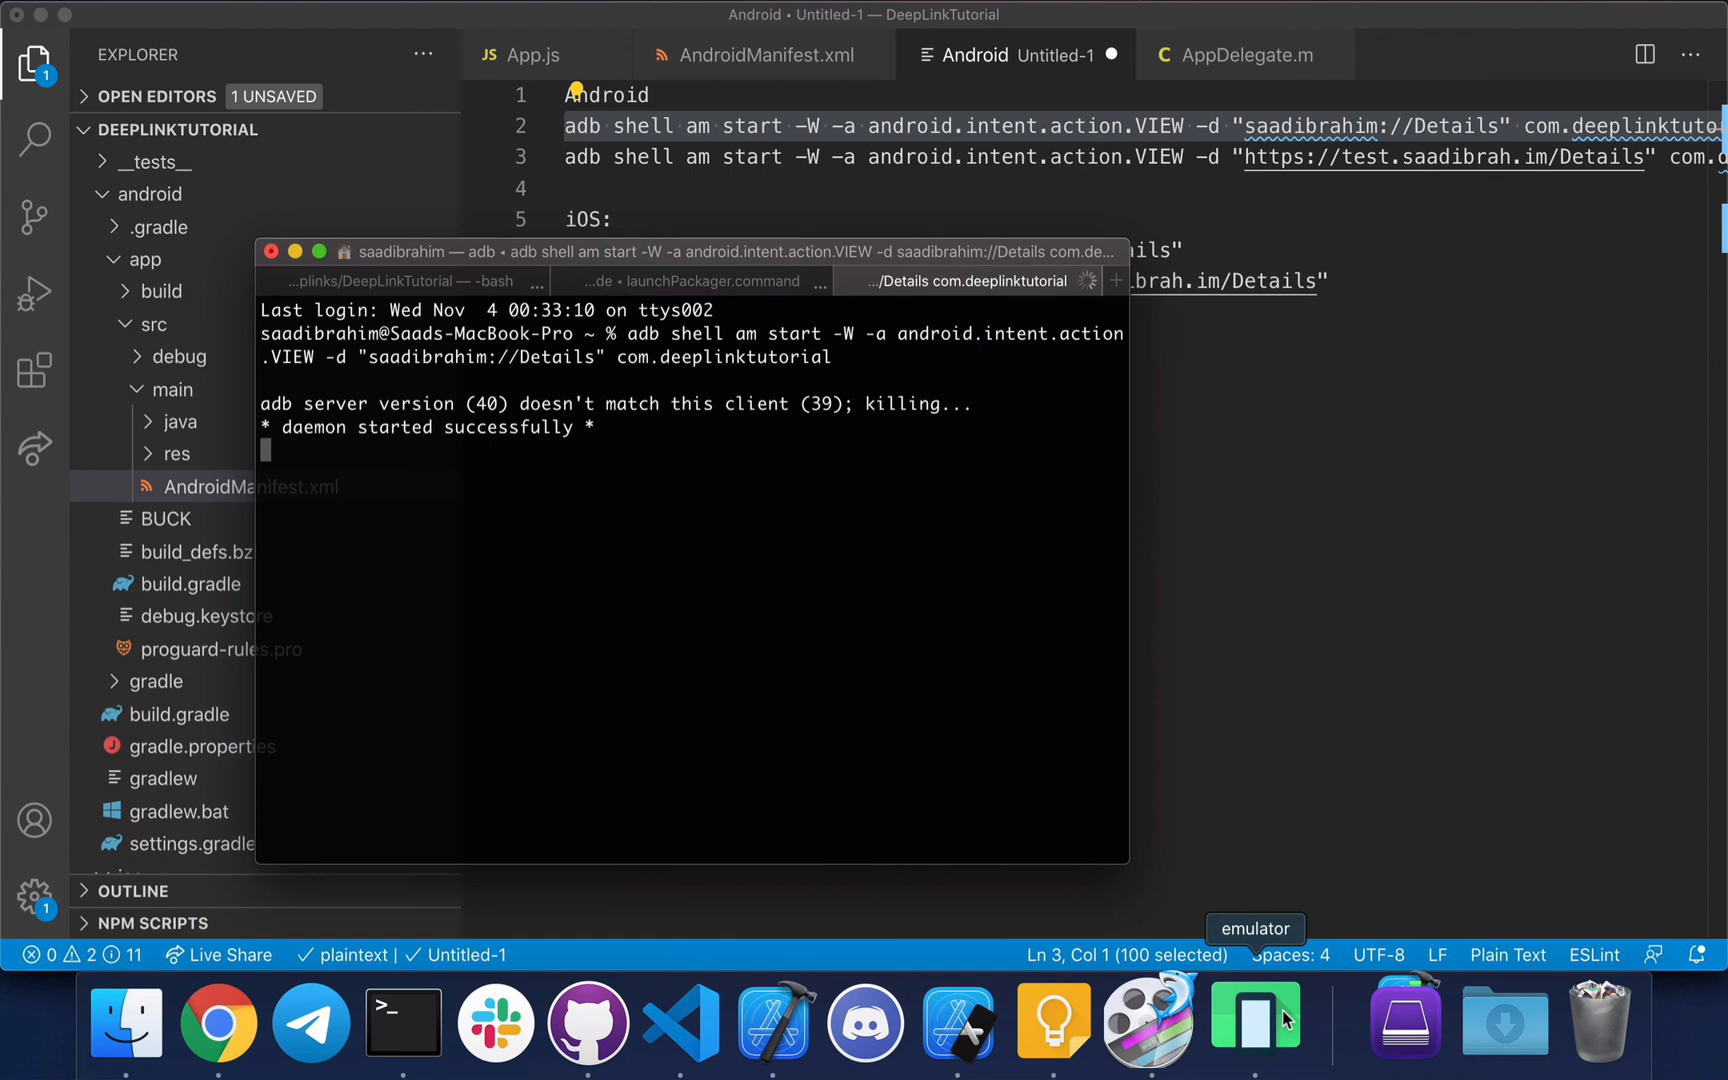 Android • Untitled-1 — DeepLinkTutorial
EXPLORER
JS App.js
AndroidManifest.xml
Android Untitled-1
C AppDelegate.m
OPEN EDITORS 1 UNSAVED
DEEPLINKTUTORIAL
__tests__
android
.gradle
app
build
src
debug
main
java
res
AndroidManifest.xml
BUCK
build_defs.bz
build.gradle
debug.keystore
proguard-rules.pro
gradle
build.gradle
gradle.properties
gradlew
gradlew.bat
settings.gradle
OUTLINE
NPM SCRIPTS
1 Android
2 adb shell am start -W -a android.intent.action.VIEW -d "saadibrahim://Details" com.deeplinktuto
3 adb shell am start -W -a android.intent.action.VIEW -d "https://test.saadibrah.im/Details" com.d
4
5 iOS:
ils"
brah.im/Details"
saadibrahim — adb ◂ adb shell am start -W -a android.intent.action.VIEW -d saadibrahim://Details com.de...
...plinks/DeepLinkTutorial — -bash ...
...de ◂ launchPackager.command ...
.../Details com.deeplinktutorial
+
Last login: Wed Nov  4 00:33:10 on ttys002
saadibrahim@Saads-MacBook-Pro ~ % adb shell am start -W -a android.intent.action
.VIEW -d "saadibrahim://Details" com.deeplinktutorial
adb server version (40) doesn't match this client (39); killing...
* daemon started successfully *
emulator
0 2 11 Live Share ✓ plaintext | ✓ Untitled-1
Ln 3, Col 1 (100 selected) Spaces: 4 UTF-8 LF Plain Text ESLint
1
1
>_